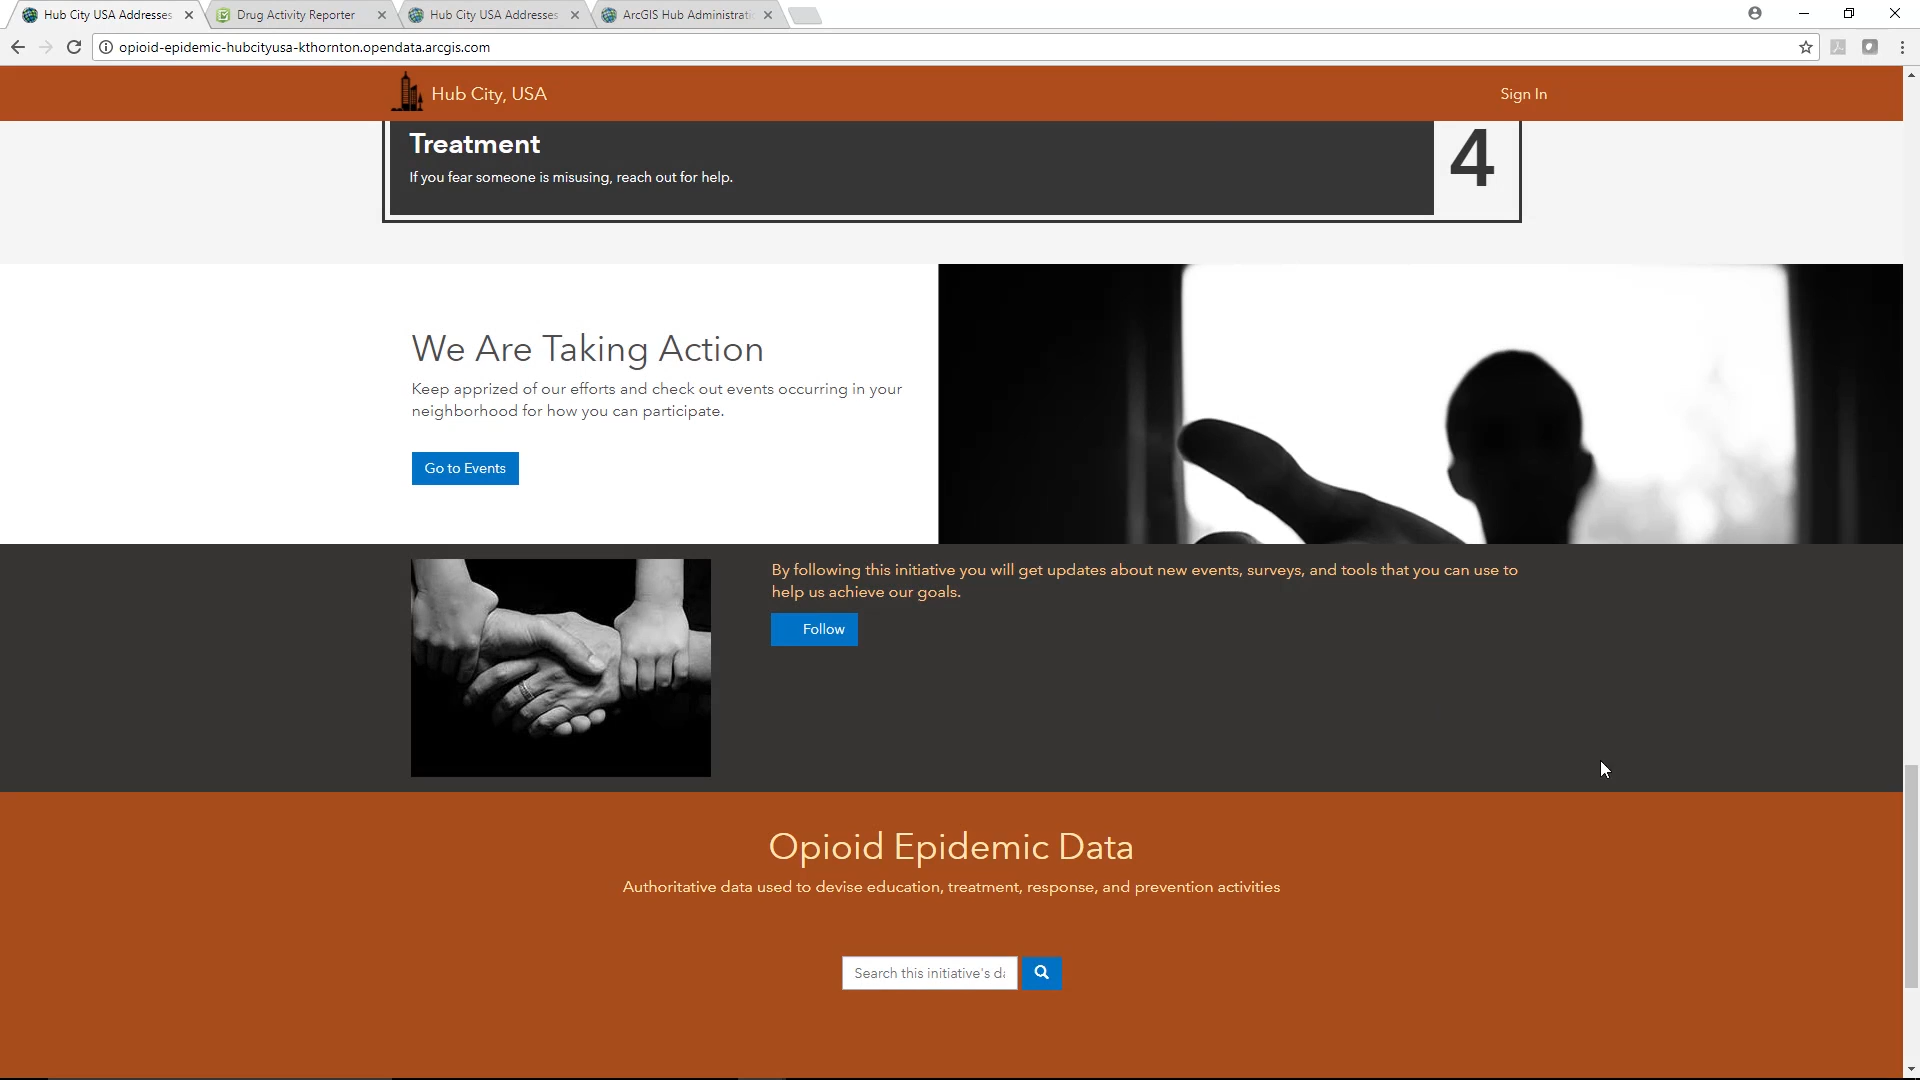 Hub City USA Addresses
Drug Activity Reporter
Hub City USA Addresses
ArcGIS Hub Administrati
opioid-epidemic-hubcityusa-kthornton.opendata.arcgis.com
Hub City, USA
Sign In
Treatment
If you fear someone is misusing, reach out for help.
4
We Are Taking Action
Keep apprized of our efforts and check out events occurring in your
neighborhood for how you can participate.
Go to Events
By following this initiative you will get updates about new events, surveys, and tools that you can use to
help us achieve our goals.
Follow
Opioid Epidemic Data
Authoritative data used to devise education, treatment, response, and prevention activities
Search this initiative's da